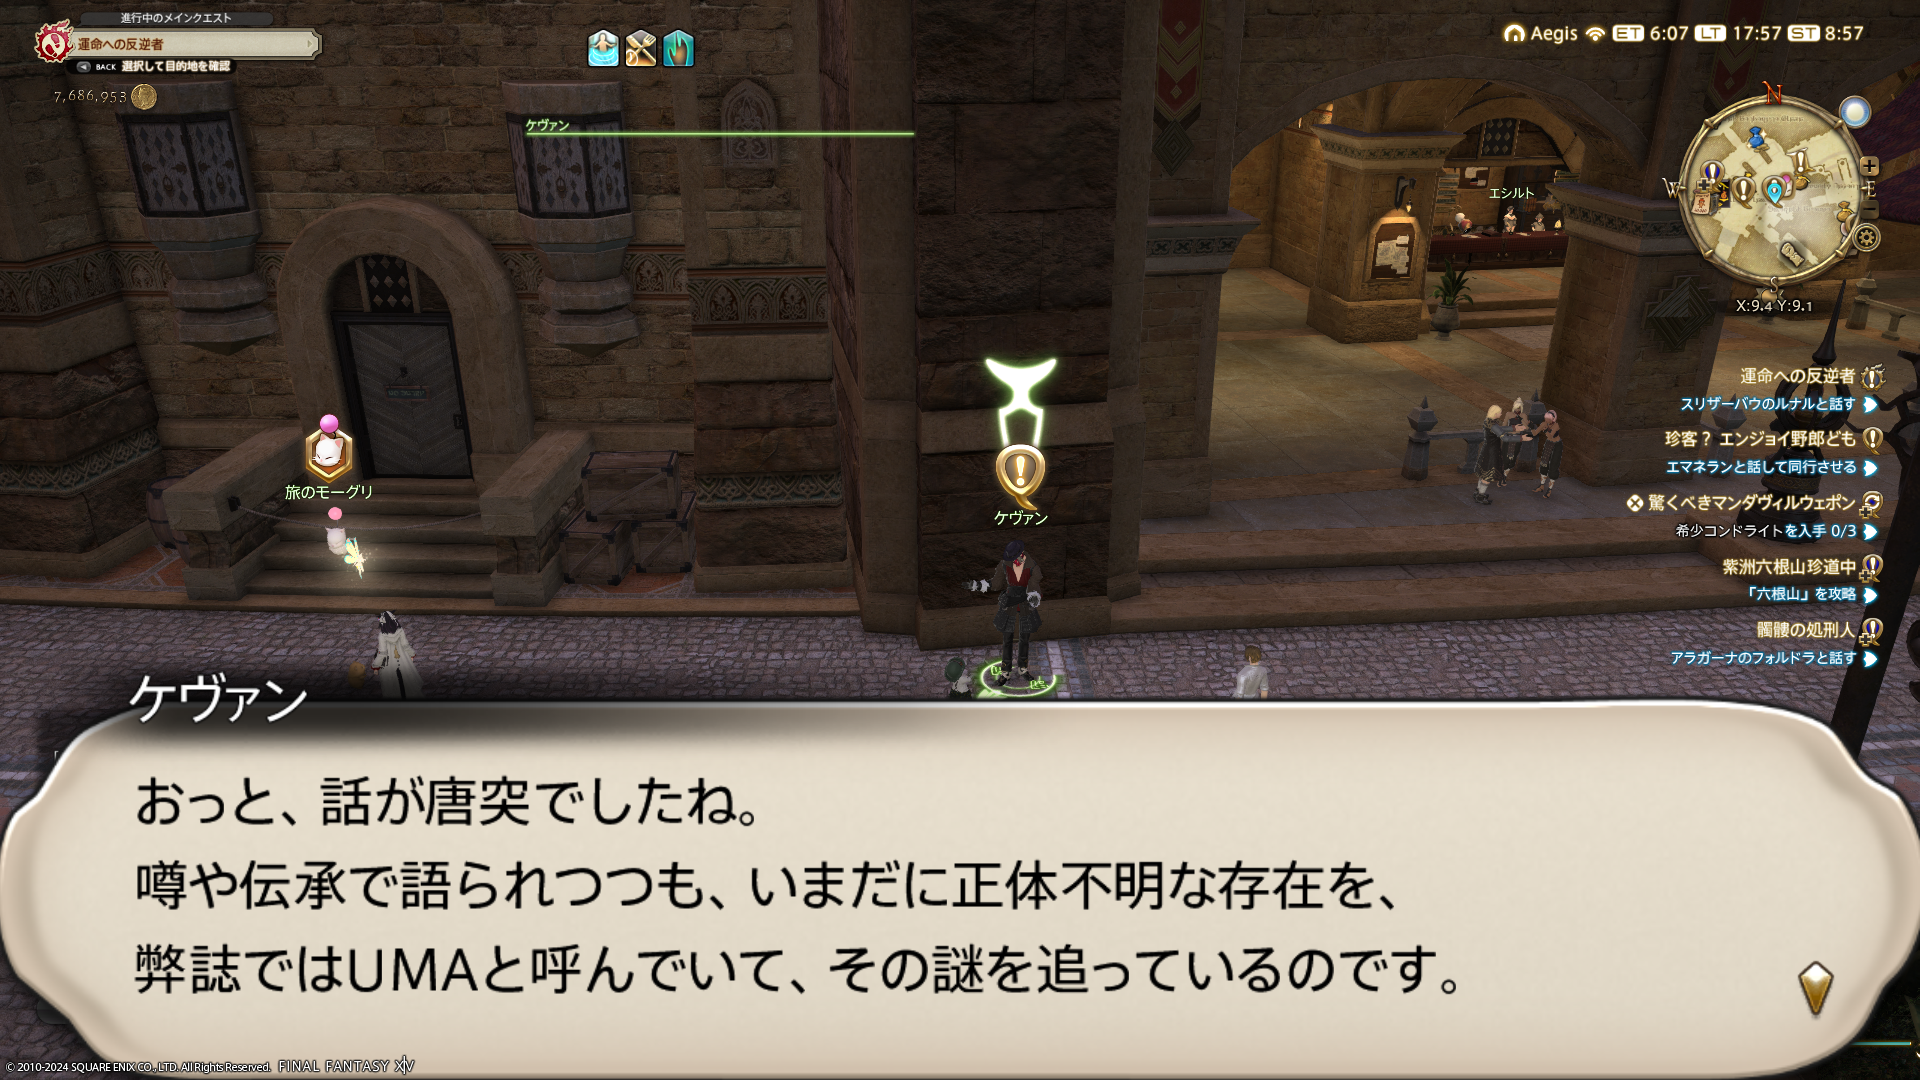 進行中のメインクエスト
運命への反逆者
BACK 選択して目的地を確認
7,686,953
ケヴァン
Aegis ET 6:07 LT 17:57 ST 8:57
N
W
E
S
X:9.4 Y:9.1
エシルト
運命への反逆者
スリザーバウのルナルと話す
珍客？ エンジョイ野郎ども
エマネランと話して同行させる
驚くべきマンダヴィルウェポン
希少コンドライトを入手 0/3
紫洲六根山珍道中
「六根山」を攻略
髑髏の処刑人
アラガーナのフォルドラと話す
旅のモーグリ
ケヴァン
ケヴァン
おっと、話が唐突でしたね。
噂や伝承で語られつつも、いまだに正体不明な存在を、
弊誌ではUMAと呼んでいて、その謎を追っているのです。
© 2010-2024 SQUARE ENIX CO., LTD. All Rights Reserved. FINAL FANTASY XIV